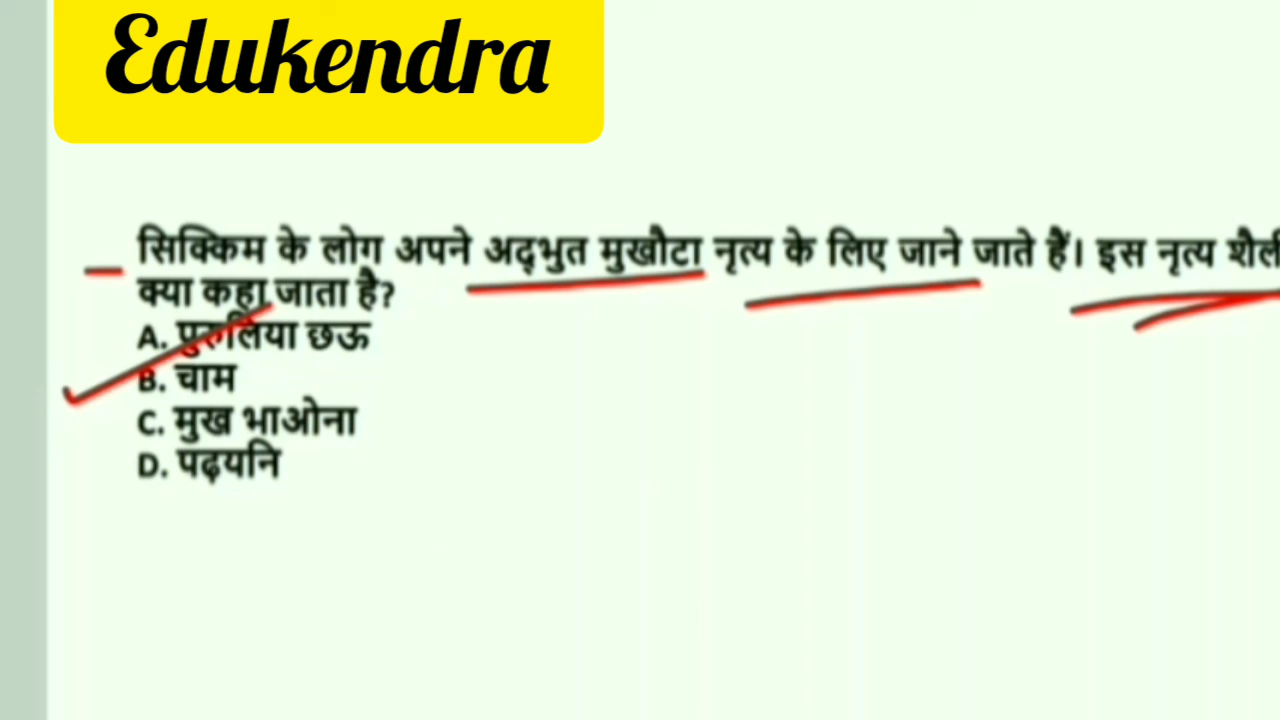 Edukendra
सिक्किम के लोग अपने अद्भुत मुखौटा नृत्य के लिए जाने जाते हैं। इस नृत्य
क्या कहा जाता है?
A. पुरुलिया छऊ
B. चाम
C. मुख भाओना
D. पढ़यनि